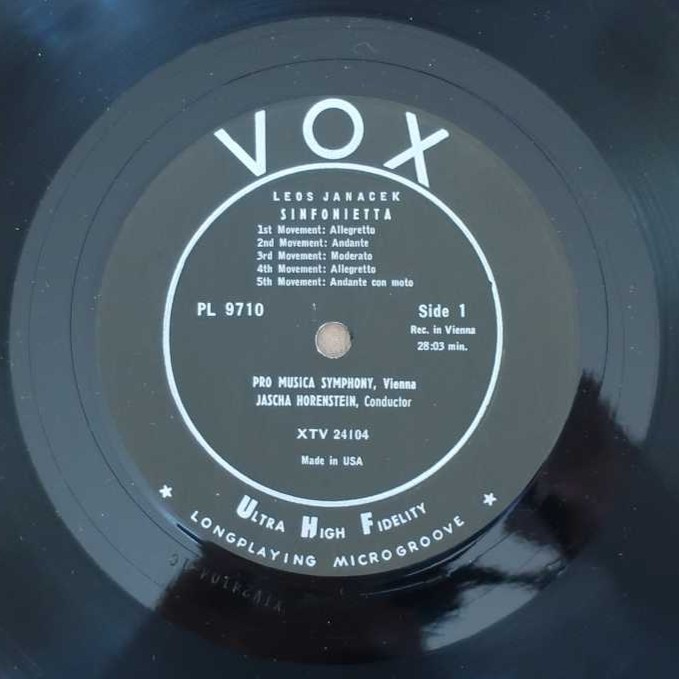 VOX
LEOS JANACEK
SINFONIETTA
1st Movement: Allegretto
2nd Movement: Andante
3rd Movement: Moderato
4th Movement: Allegretto
5th Movement: Andante con moto
PL 9710
Side 1
Rec. in Vienna
28:03 min.
PRO MUSICA SYMPHONY, Vienna
JASCHA HORENSTEIN, Conductor
XTV 24104
Made in USA
ULTRA HIGH FIDELITY
LONGPLAYING MICROGROOVE